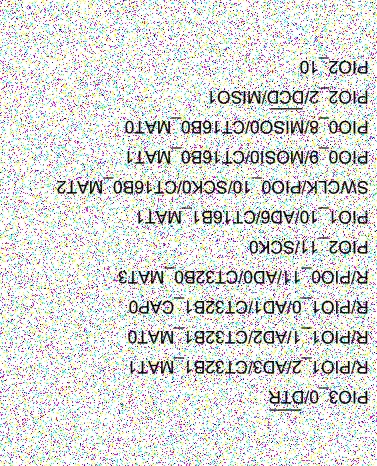 PIO3_0/DTR
R/PIO1_2/AD3/CT32B1_MAT1
R/PIO1_1/AD2/CT32B1_MAT0
R/PIO1_0/AD1/CT32B1_CAP0
R/PIO0_11/AD0/CT32B0_MAT3
PIO2_11/SCK0
PIO1_10/AD6/CT16B1_MAT1
SWCLK/PIO0_10/SCK0/CT16B0_MAT2
PIO0_9/MOSI0/CT16B0_MAT1
PIO0_8/MISO0/CT16B0_MAT0
PIO2_2/DCD/MISO1
PIO2_10